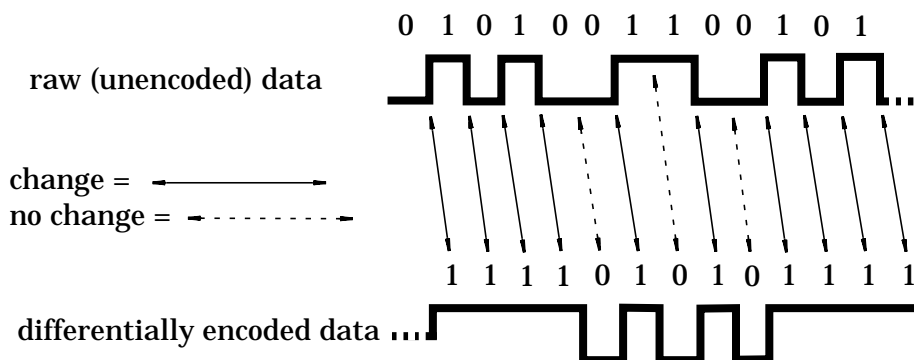 0 1 0 1 0 0 1 1 0 0 1 0 1
raw (unencoded) data
change =
no change =
1 1 1 1 0 1 0 1 0 1 1 1 1
differentially encoded data